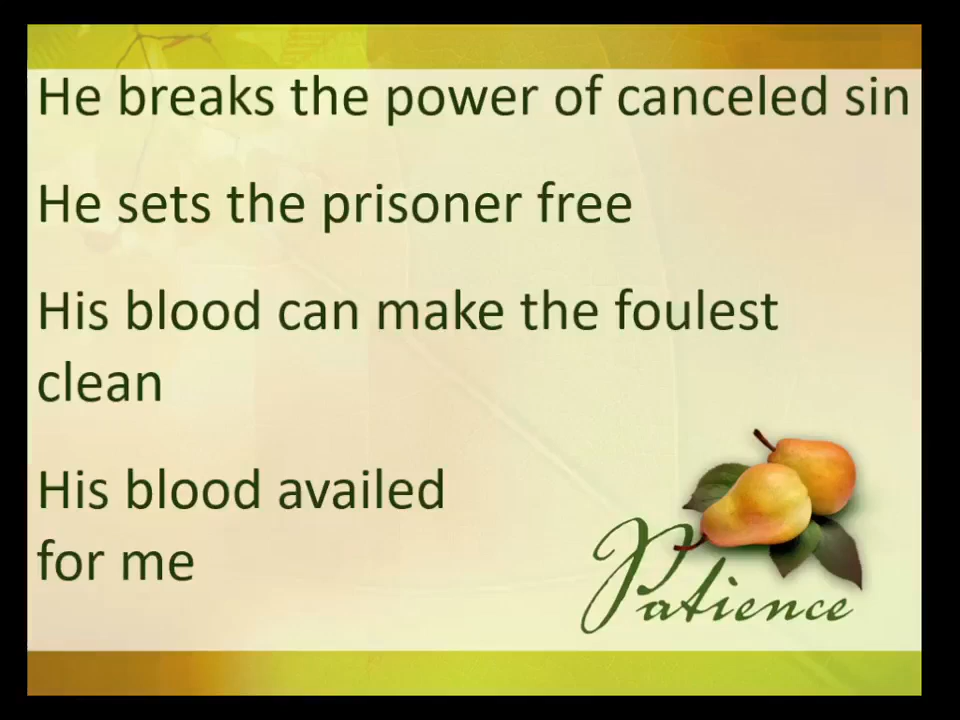 He breaks the power of canceled sin
He sets the prisoner free
His blood can make the foulest
clean
His blood availed
for me
Patience